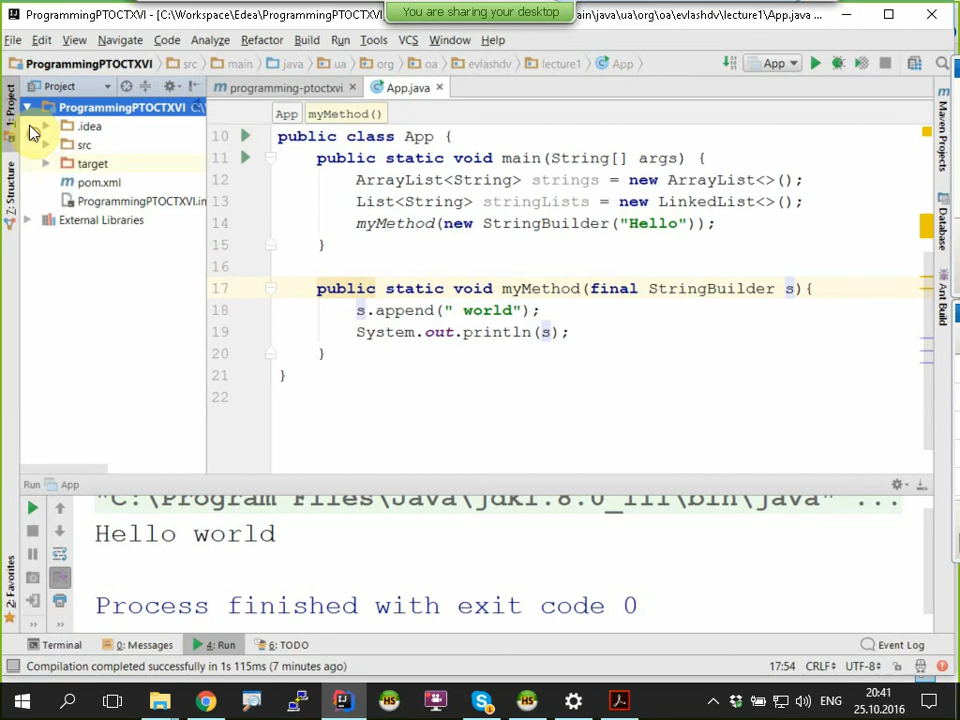 You are sharing your desktop
ProgrammingPTOCTXVI - [C:\Workspace\Edea\ProgrammingPTOCTXVI
ain\java\ua\org\oa\evlashdv\lecture1\App.java ...
File Edit View Navigate Code Analyze Refactor Build Run Tools VCS Window Help
ProgrammingPTOCTXVI src main java ua org oa evlashdv lecture1 App
App
1: Project
Project
programming-ptoctxvi
App.java
ProgrammingPTOCTXVI
.idea
src
target
pom.xml
ProgrammingPTOCTXVI.im
External Libraries
Z: Structure
App
myMethod()
10 public class App {
11 public static void main(String[] args) {
12 ArrayList<String> strings = new ArrayList<>();
13 List<String> stringLists = new LinkedList<>();
14 myMethod(new StringBuilder("Hello"));
15 }
16
17 public static void myMethod(final StringBuilder s){
18 s.append(" world");
19 System.out.println(s);
20 }
21 }
22
Maven Projects
Database
Ant Build
Run App
"C:\Program Files\Java\jdk1.8.0_111\bin\java" ...
Hello world
Process finished with exit code 0
2: Favorites
Terminal 0: Messages 4: Run 6: TODO Event Log
Compilation completed successfully in 1s 115ms (7 minutes ago)
17:54 CRLF UTF-8
ENG
20:41
25.10.2016